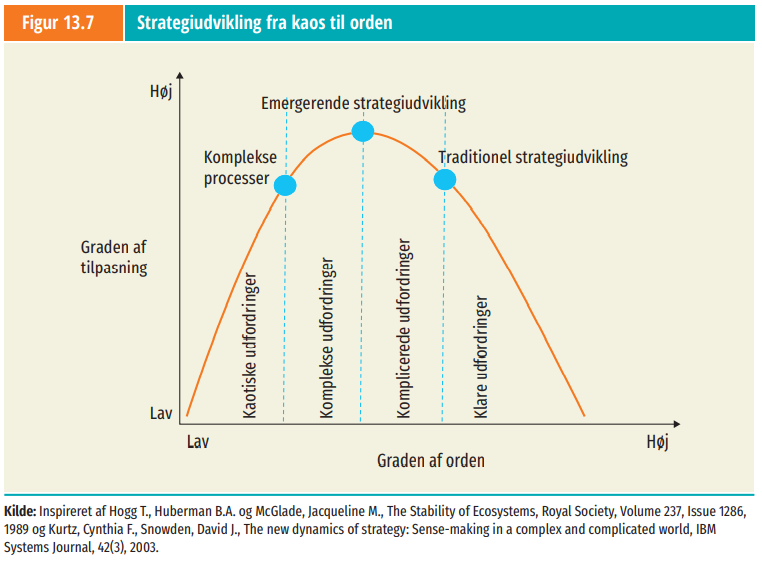 Figur 13.7
Strategiudvikling fra kaos til orden
Høj
Emergerende strategiudvikling
Komplekse
processer
Traditionel strategiudvikling
Graden af
tilpasning
Kaotiske udfordringer
Komplekse udfordringer
Komplicerede udfordringer
Klare udfordringer
Lav
Lav
Høj
Graden af orden
Kilde: Inspireret af Hogg T., Huberman B.A. og McGlade, Jacqueline M., The Stability of Ecosystems, Royal Society, Volume 237, Issue 1286,
1989 og Kurtz, Cynthia F., Snowden, David J., The new dynamics of strategy: Sense-making in a complex and complicated world, IBM
Systems Journal, 42(3), 2003.